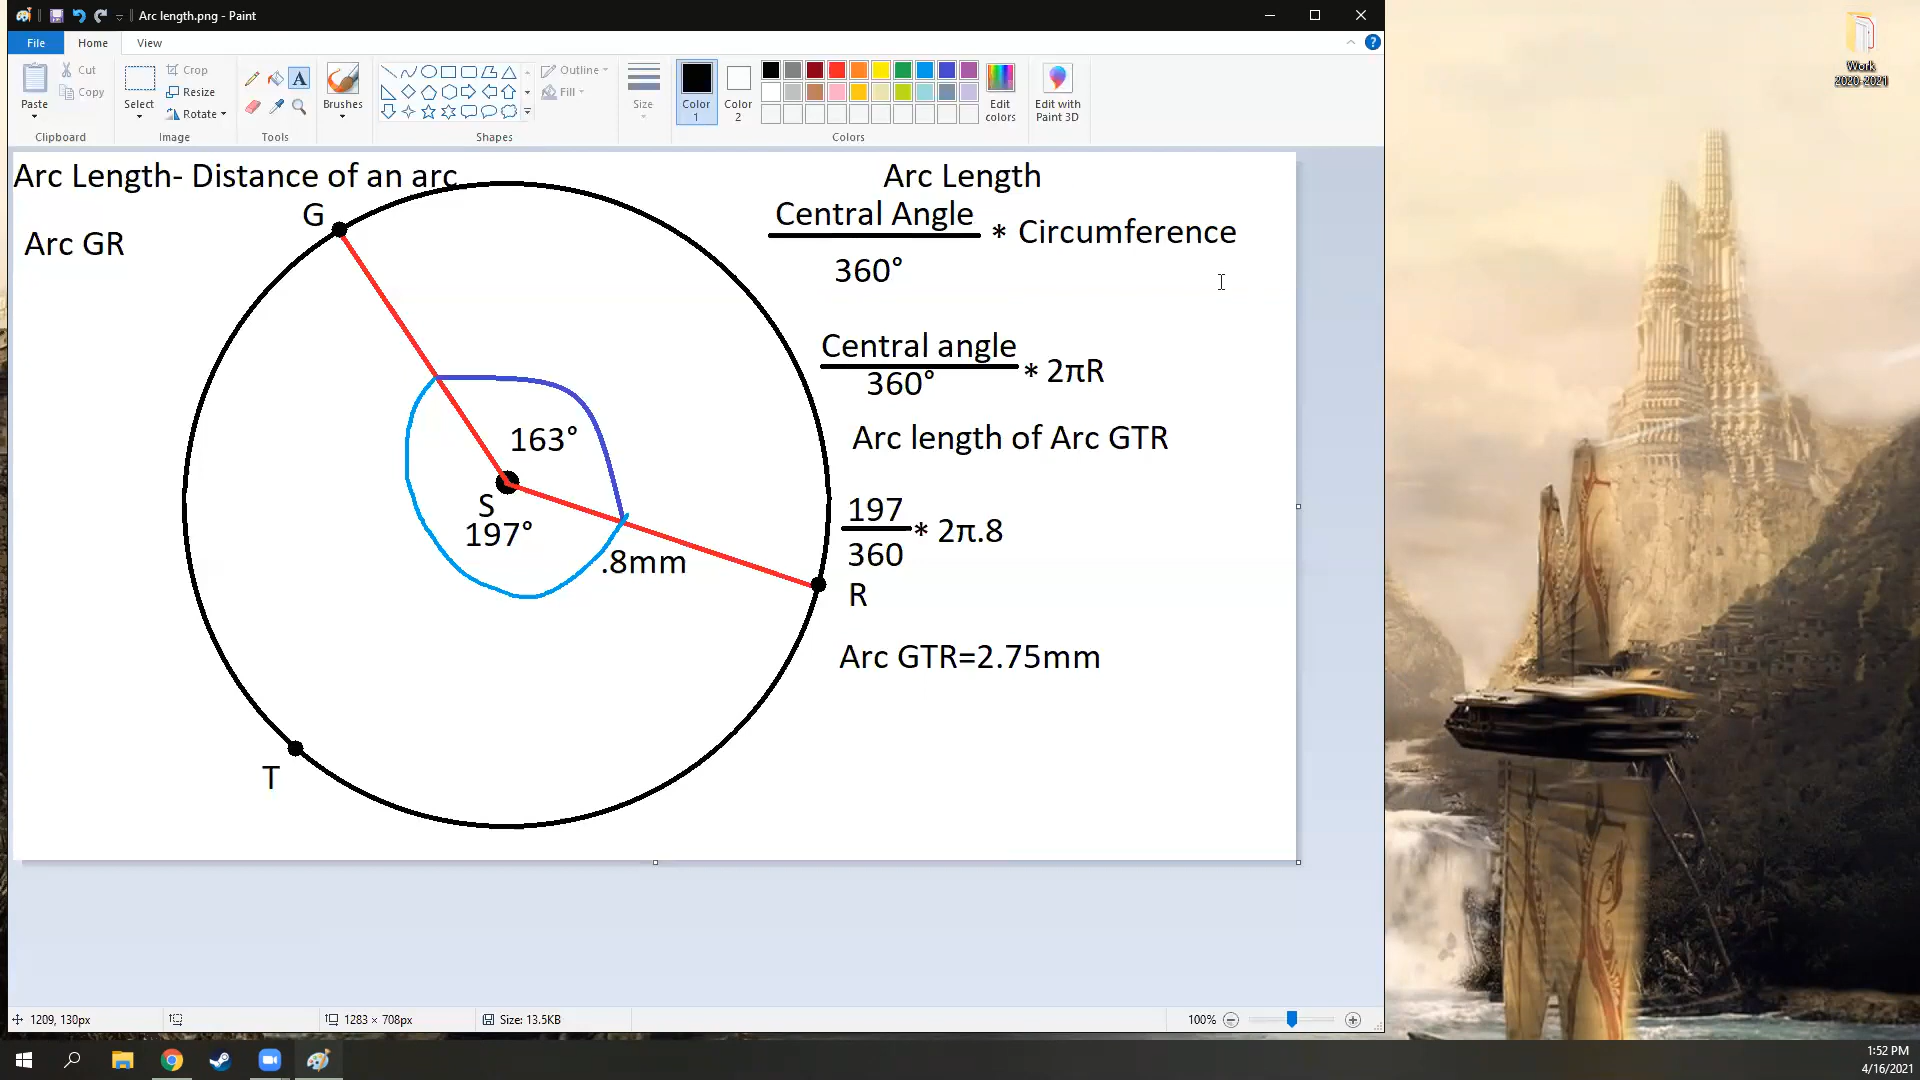 Arc length.png - Paint
File
Home
View
Paste
Cut
Copy
Clipboard
Select
Crop
Resize
Rotate
Image
A
Tools
Brushes
Shapes
Outline
Fill
Size
Color
1
Color
2
Colors
Edit
colors
Edit with
Paint 3D
Work
2020-2021
Arc Length- Distance of an arc
Arc GR
G
163°
S
197°
.8mm
R
T
Arc Length
Central Angle
* Circumference
360°
Central angle
* 2πR
360°
Arc length of Arc GTR
197
* 2π.8
360
Arc GTR=2.75mm
1209, 130px
1283 × 708px
Size: 13.5KB
100%
1:52 PM
4/16/2021